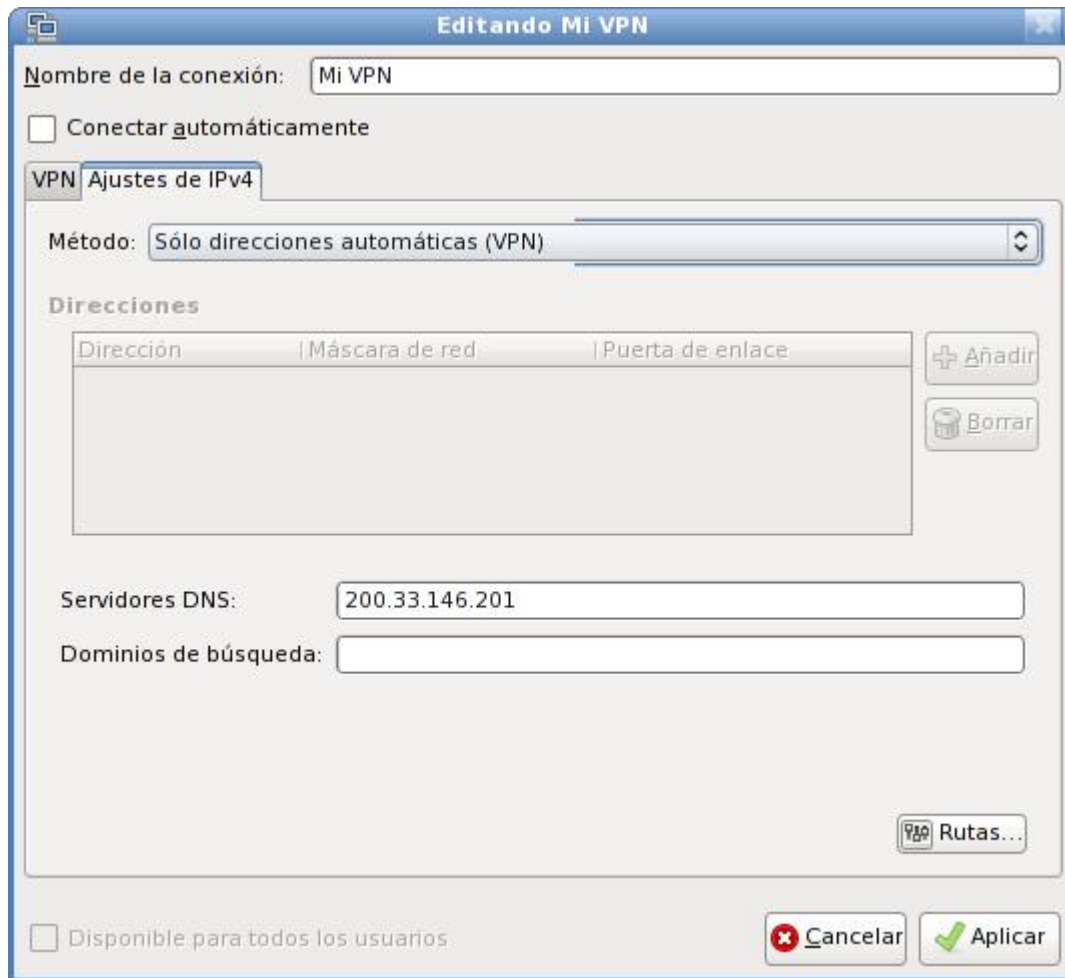 Editando Mi VPN
Nombre de la conexión: Mi VPN
Conectar automáticamente
VPN Ajustes de IPv4
Método: Sólo direcciones automáticas (VPN)
Direcciones
Dirección Máscara de red Puerta de enlace
Añadir
Borrar
Servidores DNS: 200.33.146.201
Dominios de búsqueda:
Rutas...
Disponible para todos los usuarios Cancelar Aplicar